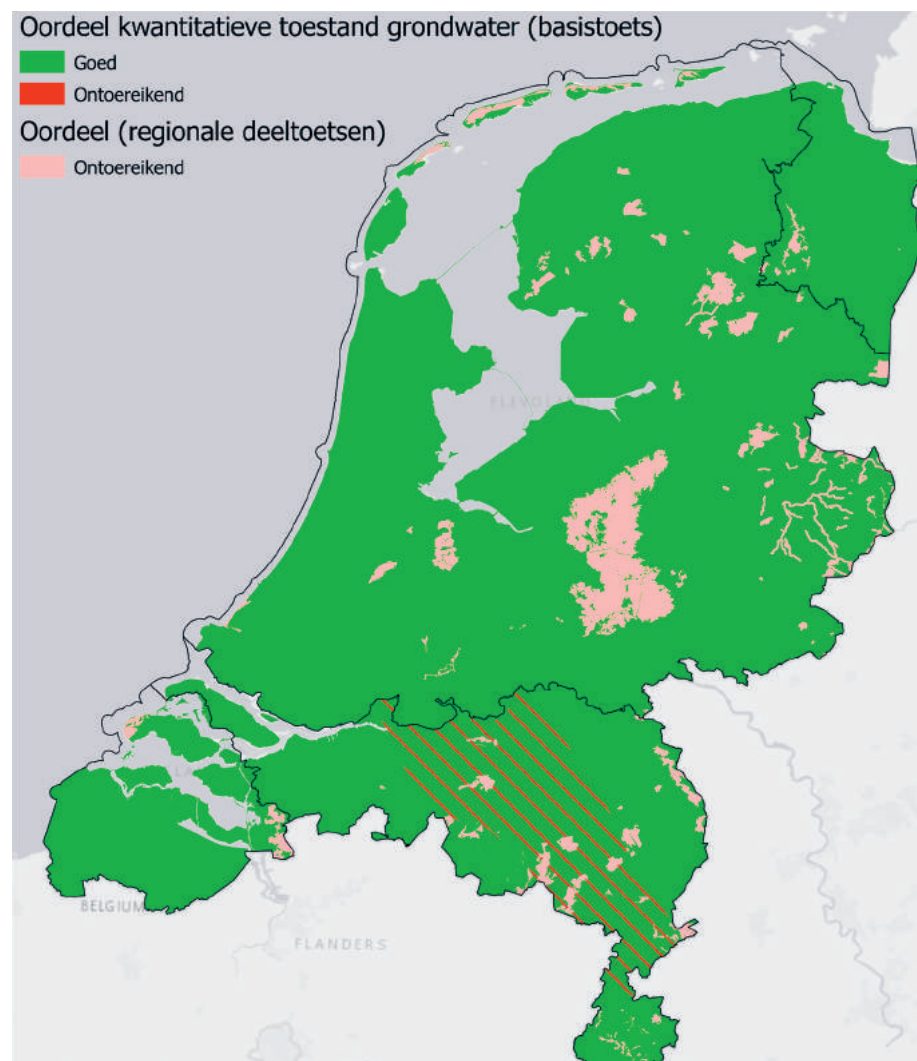 Oordeel kwantitatieve toestand grondwater (basistoets)
Goed
Ontoereikend
Oordeel (regionale deeltoetsen)
Ontoereikend
FLEVOLAND
BELGIUM
FLANDERS